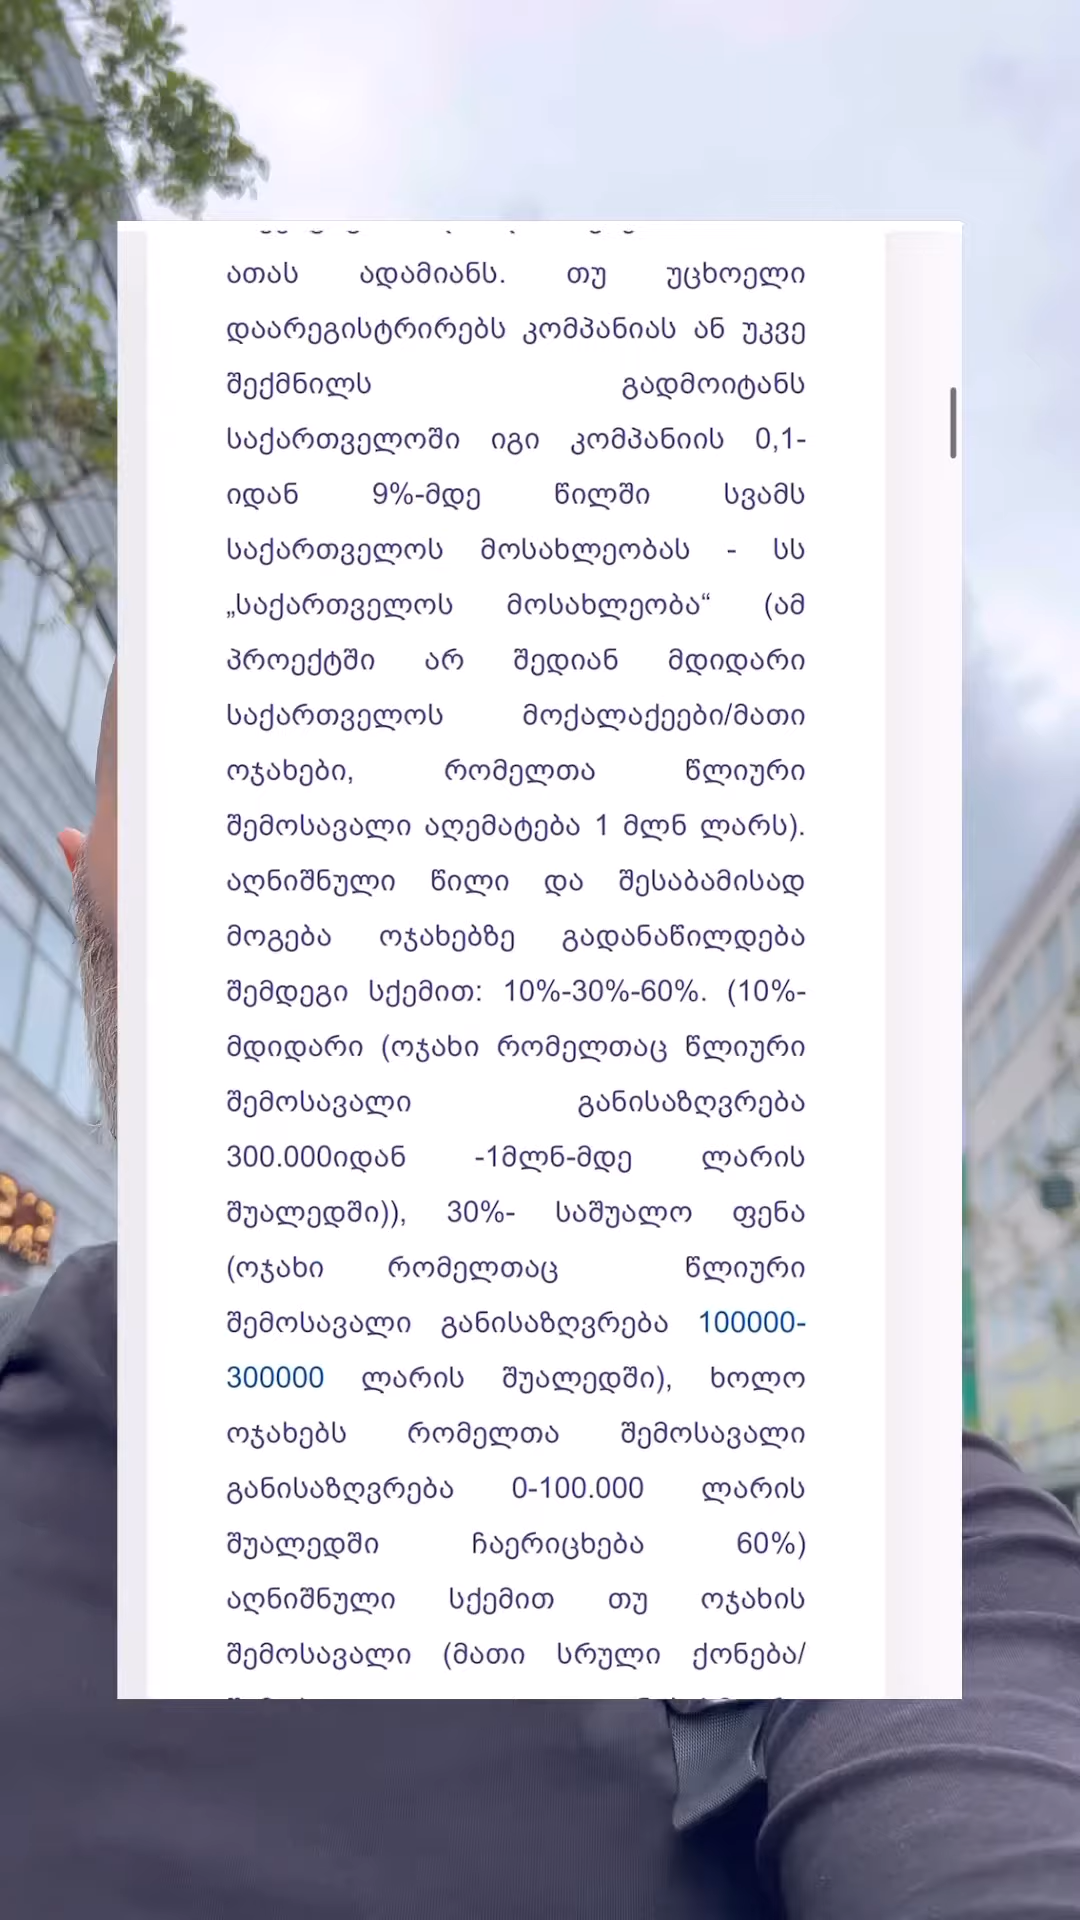 ათას ადამიანს. თუ უცხოელი
დაარეგისტრირებს კომპანიას ან უკვე
შექმნილს გადმოიტანს
საქართველოში იგი კომპანიის 0,1-
იდან 9%-მდე წილში სვამს
საქართველოს მოსახლეობას - სს
„საქართველოს მოსახლეობა“ (ამ
პროექტში არ შედიან მდიდარი
საქართველოს მოქალაქეები/მათი
ოჯახები, რომელთა წლიური
შემოსავალი აღემატება 1 მლნ ლარს).
აღნიშნული წილი და შესაბამისად
მოგება ოჯახებზე გადანაწილდება
შემდეგი სქემით: 10%-30%-60%. (10%-
მდიდარი (ოჯახი რომელთაც წლიური
შემოსავალი განისაზღვრება
300.000იდან -1მლნ-მდე ლარის
შუალედში)), 30%- საშუალო ფენა
(ოჯახი რომელთაც წლიური
შემოსავალი განისაზღვრება 100000-
300000 ლარის შუალედში), ხოლო
ოჯახებს რომელთა შემოსავალი
განისაზღვრება 0-100.000 ლარის
შუალედში ჩაერიცხება 60%)
აღნიშნული სქემით თუ ოჯახის
შემოსავალი (მათი სრული ქონება/